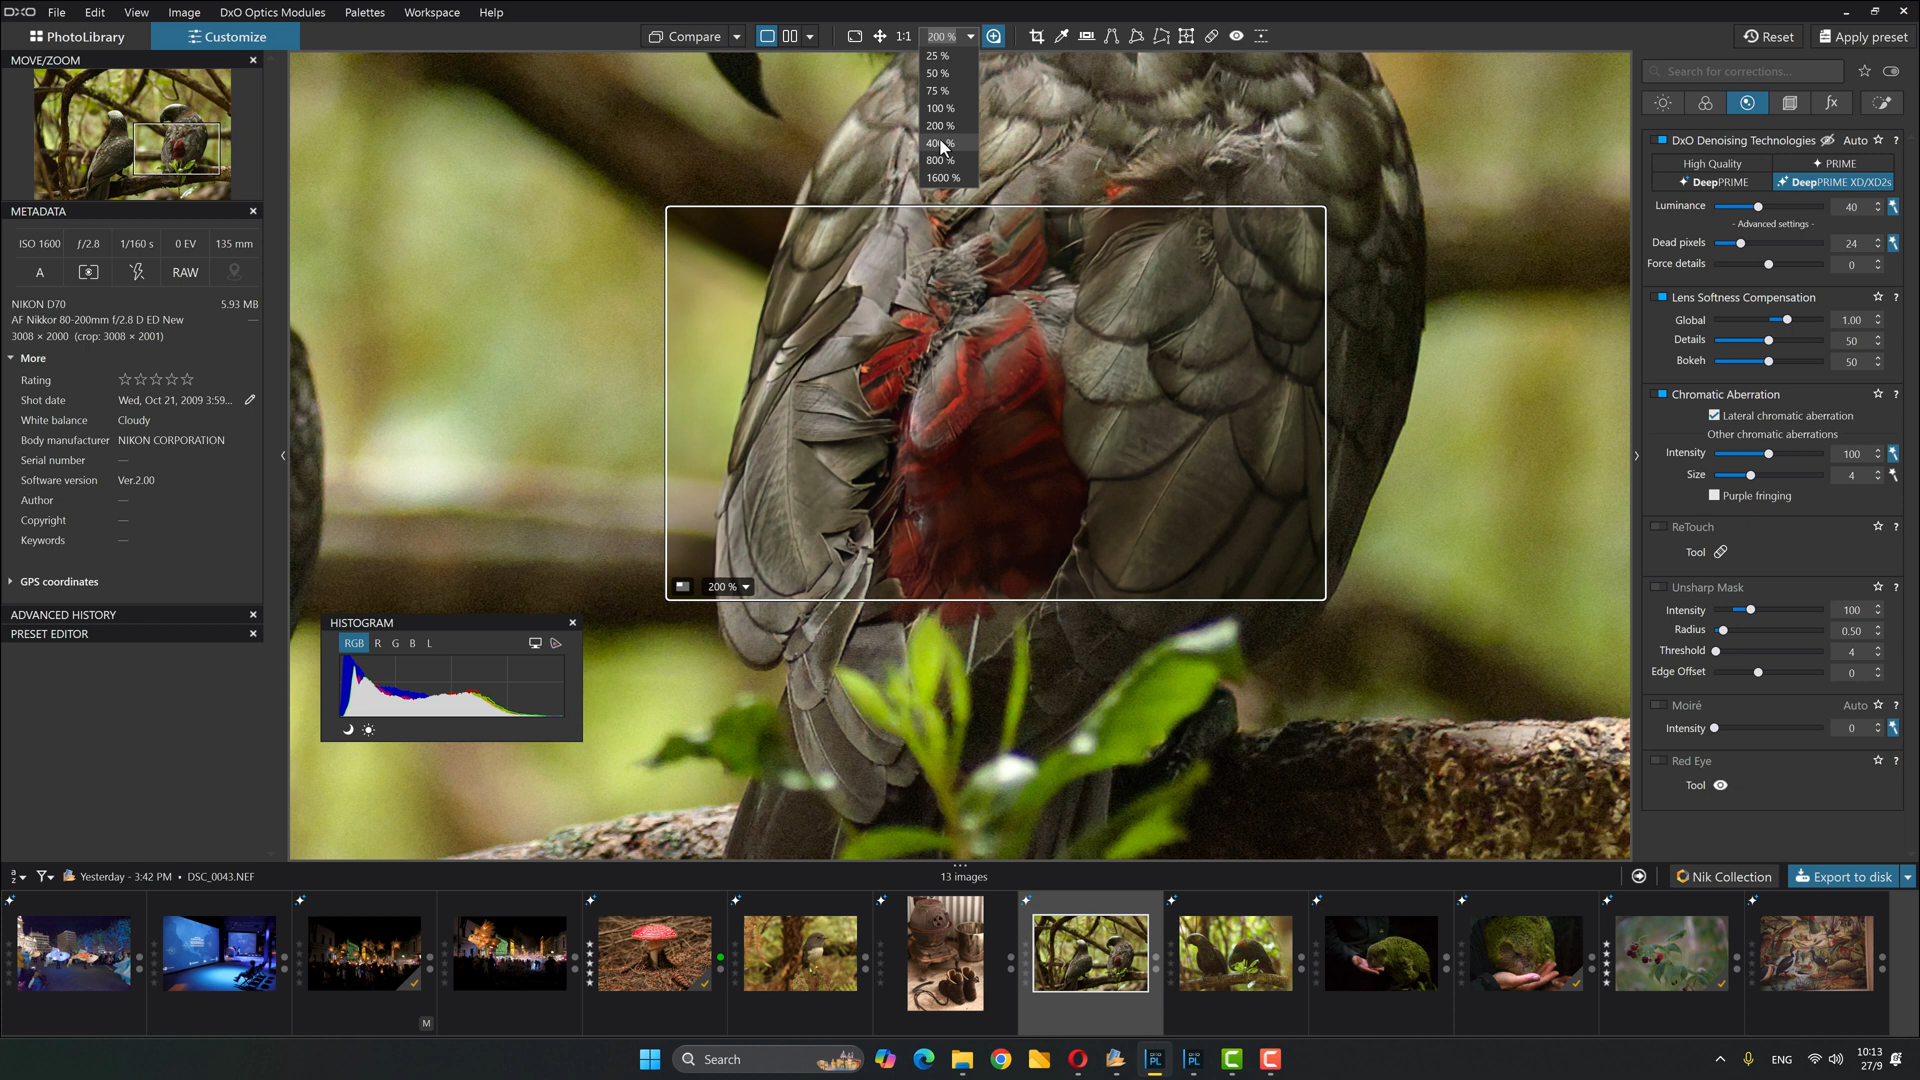 DXO File Edit View Image DxO Optics Modules Palettes Workspace Help
PhotoLibrary Customize Compare 1:1 200 % Reset Apply preset
25 %
50 %
75 %
100 %
200 %
400 %
800 %
1600 %
MOVE/ZOOM
METADATA
ISO 1600 ƒ/2.8 1/160 s 0 EV 135 mm
A RAW
NIKON D70 5.93 MB
AF Nikkor 80-200mm f/2.8 D ED New —
3008 × 2000 (crop: 3008 × 2001)
More
Rating
Shot date Wed, Oct 21, 2009 3:59...
White balance Cloudy
Body manufacturer NIKON CORPORATION
Serial number —
Software version Ver.2.00
Author —
Copyright —
Keywords —
GPS coordinates
ADVANCED HISTORY
PRESET EDITOR
200 %
HISTOGRAM
RGB R G B L
Search for corrections...
fx
DxO Denoising Technologies Auto ?
High Quality PRIME
DeepPRIME DeepPRIME XD/XD2s
Luminance 40
- Advanced settings -
Dead pixels 24
Force details 0
Lens Softness Compensation ?
Global 1.00
Details 50
Bokeh 50
Chromatic Aberration ?
Lateral chromatic aberration
Other chromatic aberrations
Intensity 100
Size 4
Purple fringing
ReTouch ?
Tool
Unsharp Mask ?
Intensity 100
Radius 0.50
Threshold 4
Edge Offset 0
Moiré Auto ?
Intensity 0
Red Eye ?
Tool
Yesterday - 3:42 PM • DSC_0043.NEF 13 images Nik Collection Export to disk
M
Search PL PL ENG 10:13
27/9